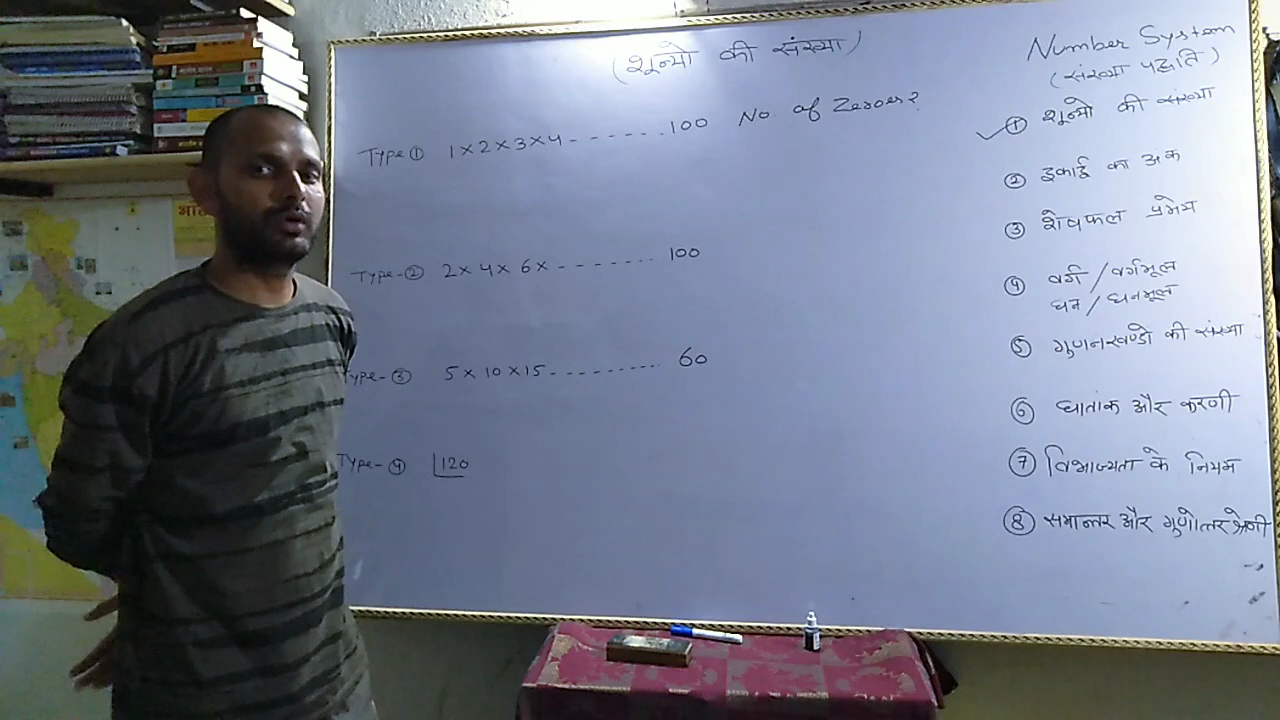 (शून्यो की संख्या)
Type ① 1×2×3×4 ------ 100 No. of Zeroes?
Type-② 2×4×6× ------- 100
Type-③ 5×10×15 --------- 60
Type-④ |120
Number System
(संख्या पद्धति)
① शून्यो की संख्या
② इकाई का अंक
③ शेषफल प्रमेय
④ वर्ग/वर्गमूल
घन/घनमूल
⑤ गुणनखण्डो की संख्या
⑥ घातांक और करणी
⑦ विभाज्यता के नियम
⑧ समान्तर और गुणोत्तर श्रेणी